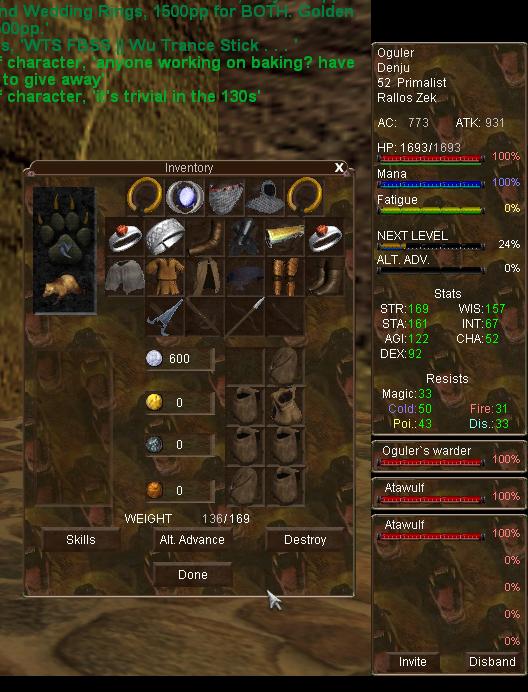 nd Wedding Rings, 1500pp for BOTH. Golden
00pp.'
s, 'WTS FBSS || Wu Trance Stick . . . '
f character, 'anyone working on baking? have
to give away'
f character, 'it's trivial in the 130s'
Oguler
Denju
52 Primalist
Rallos Zek
AC: 773 ATK: 931
HP: 1693/1693
100%
Mana
100%
Fatigue
0%
NEXT LEVEL
24%
ALT. ADV.
0%
Stats
STR: 169 WIS: 157
STA: 161 INT: 67
AGI: 122 CHA: 52
DEX: 92
Resists
Magic: 33
Cold: 50 Fire: 31
Poi.: 43 Dis.: 33
Oguler`s warder
100%
Atawulf
100%
Atawulf
100%
0%
0%
0%
0%
Invite Disband
Inventory X
600
0
0
0
WEIGHT 136/169
Skills Alt. Advance Destroy
Done